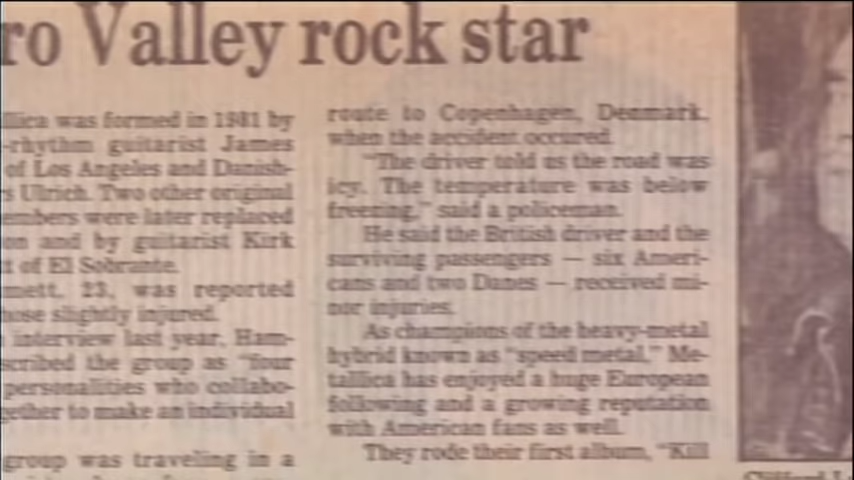 ro Valley rock star
llica was formed in 1981 by
-rhythm guitarist James
of Los Angeles and Danish-
s Ulrich. Two other original
embers were later replaced
on and by guitarist Kirk
t of El Sobrante.
mett, 23, was reported
hose slightly injured.
interview last year, Ham-
scribed the group as "four
personalities who collabo-
gether to make an individual
group was traveling in a
route to Copenhagen, Denmark,
when the accident occured.
"The driver told us the road was
icy. The temperature was below
freezing," said a policeman.
He said the British driver and the
surviving passengers — six Ameri-
cans and two Danes — received mi-
nor injuries.
As champions of the heavy-metal
hybrid known as "speed metal," Me-
tallica has enjoyed a huge European
following and a growing reputation
with American fans as well.
They rode their first album, "Kill